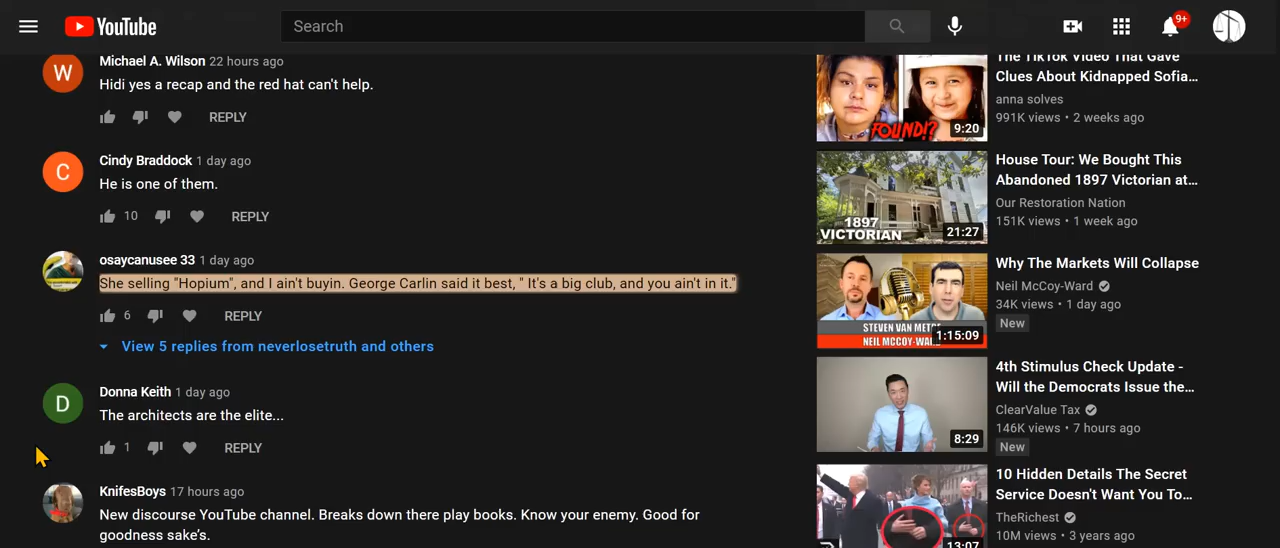 YouTube
Search
9+
W
Michael A. Wilson 22 hours ago
Hidi yes a recap and the red hat can't help.
REPLY
C
Cindy Braddock 1 day ago
He is one of them.
10 REPLY
osaycanusee 33 1 day ago
She selling "Hopium", and I ain't buyin. George Carlin said it best, " It's a big club, and you ain't in it."
6 REPLY
View 5 replies from neverlosetruth and others
D
Donna Keith 1 day ago
The architects are the elite...
1 REPLY
KnifesBoys 17 hours ago
New discourse YouTube channel. Breaks down there play books. Know your enemy. Good for
goodness sake's.
FOUND!?
9:20
The TikTok Video That Gave
Clues About Kidnapped Sofia...
anna solves
991K views • 2 weeks ago
1897
VICTORIAN
21:27
House Tour: We Bought This
Abandoned 1897 Victorian at...
Our Restoration Nation
151K views • 1 week ago
STEVEN VAN METRE
NEIL MCCOY-WARD
1:15:09
Why The Markets Will Collapse
Neil McCoy-Ward
34K views • 1 day ago
New
8:29
4th Stimulus Check Update -
Will the Democrats Issue the...
ClearValue Tax
146K views • 7 hours ago
New
13:07
10 Hidden Details The Secret
Service Doesn't Want You To...
TheRichest
10M views • 3 years ago